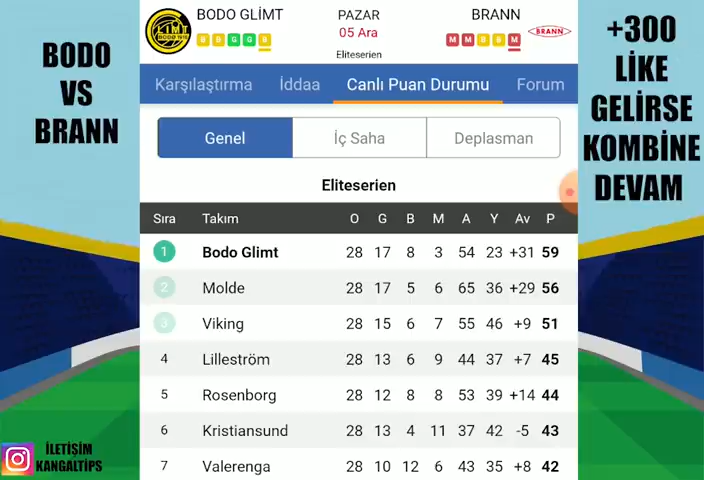 BODO
VS
BRANN
BODO GLİMT
B B G G B
PAZAR
05 Ara
Eliteserien
BRANN
M M B B M
BRANN
Karşılaştırma İddaa Canlı Puan Durumu Forum
Genel İç Saha Deplasman
Eliteserien
Sıra Takım O G B M A Y Av P
1 Bodo Glimt 28 17 8 3 54 23 +31 59
2 Molde 28 17 5 6 65 36 +29 56
3 Viking 28 15 6 7 55 46 +9 51
4 Lilleström 28 13 6 9 44 37 +7 45
5 Rosenborg 28 12 8 8 53 39 +14 44
6 Kristiansund 28 13 4 11 37 42 -5 43
7 Valerenga 28 10 12 6 43 35 +8 42
+300
LİKE
GELİRSE
KOMBİNE
DEVAM
İLETİŞİM
KANGALTİPS